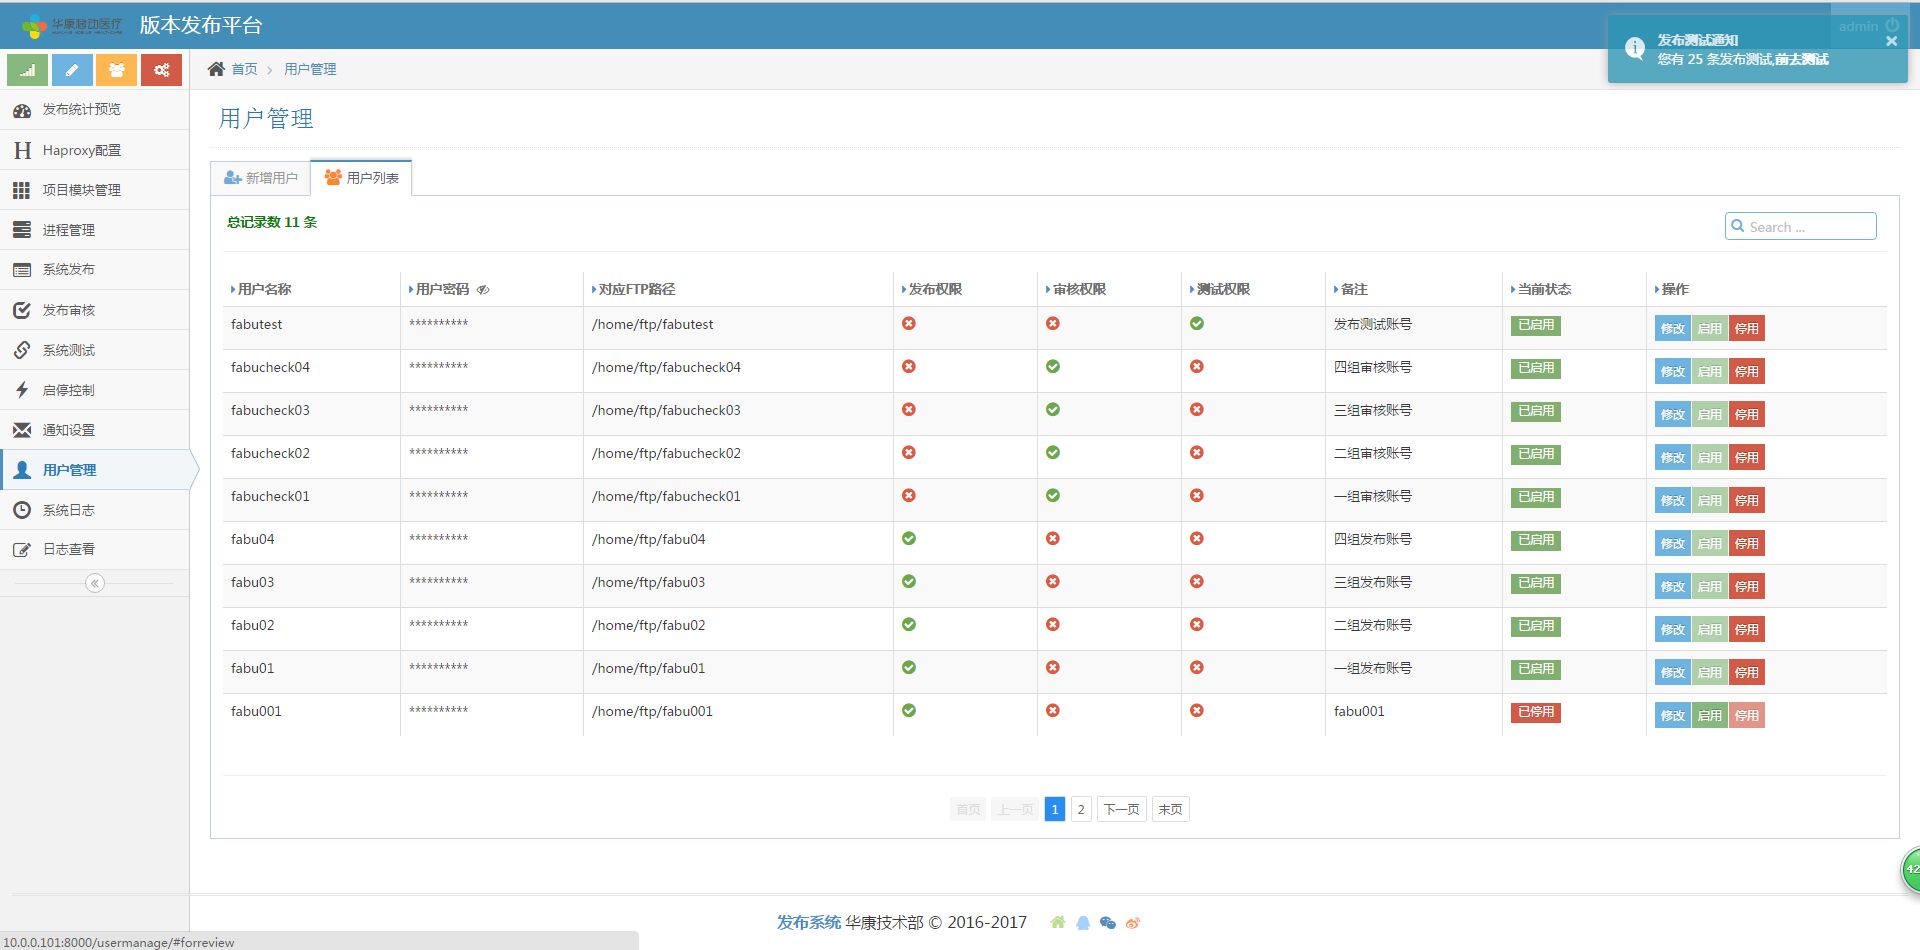 华康移动医疗 版本发布平台
admin
发布测试通知
您有 25 条发布测试,前去测试
首页 用户管理
发布统计预览
Haproxy配置
项目模块管理
进程管理
系统发布
发布审核
系统测试
启停控制
通知设置
用户管理
系统日志
日志查看
用户管理
新增用户 用户列表
总记录数 11 条
Search ...
用户名称 用户密码 对应FTP路径 发布权限 审核权限 测试权限 备注 当前状态 操作
fabutest ********** /home/ftp/fabutest 发布测试账号 已启用 修改 启用 停用
fabucheck04 ********** /home/ftp/fabucheck04 四组审核账号 已启用 修改 启用 停用
fabucheck03 ********** /home/ftp/fabucheck03 三组审核账号 已启用 修改 启用 停用
fabucheck02 ********** /home/ftp/fabucheck02 二组审核账号 已启用 修改 启用 停用
fabucheck01 ********** /home/ftp/fabucheck01 一组审核账号 已启用 修改 启用 停用
fabu04 ********** /home/ftp/fabu04 四组发布账号 已启用 修改 启用 停用
fabu03 ********** /home/ftp/fabu03 三组发布账号 已启用 修改 启用 停用
fabu02 ********** /home/ftp/fabu02 二组发布账号 已启用 修改 启用 停用
fabu01 ********** /home/ftp/fabu01 一组发布账号 已启用 修改 启用 停用
fabu001 ********** /home/ftp/fabu001 fabu001 已停用 修改 启用 停用
首页 上一页 1 2 下一页 末页
42
发布系统 华康技术部 © 2016-2017
10.0.0.101:8000/usermanage/#forreview